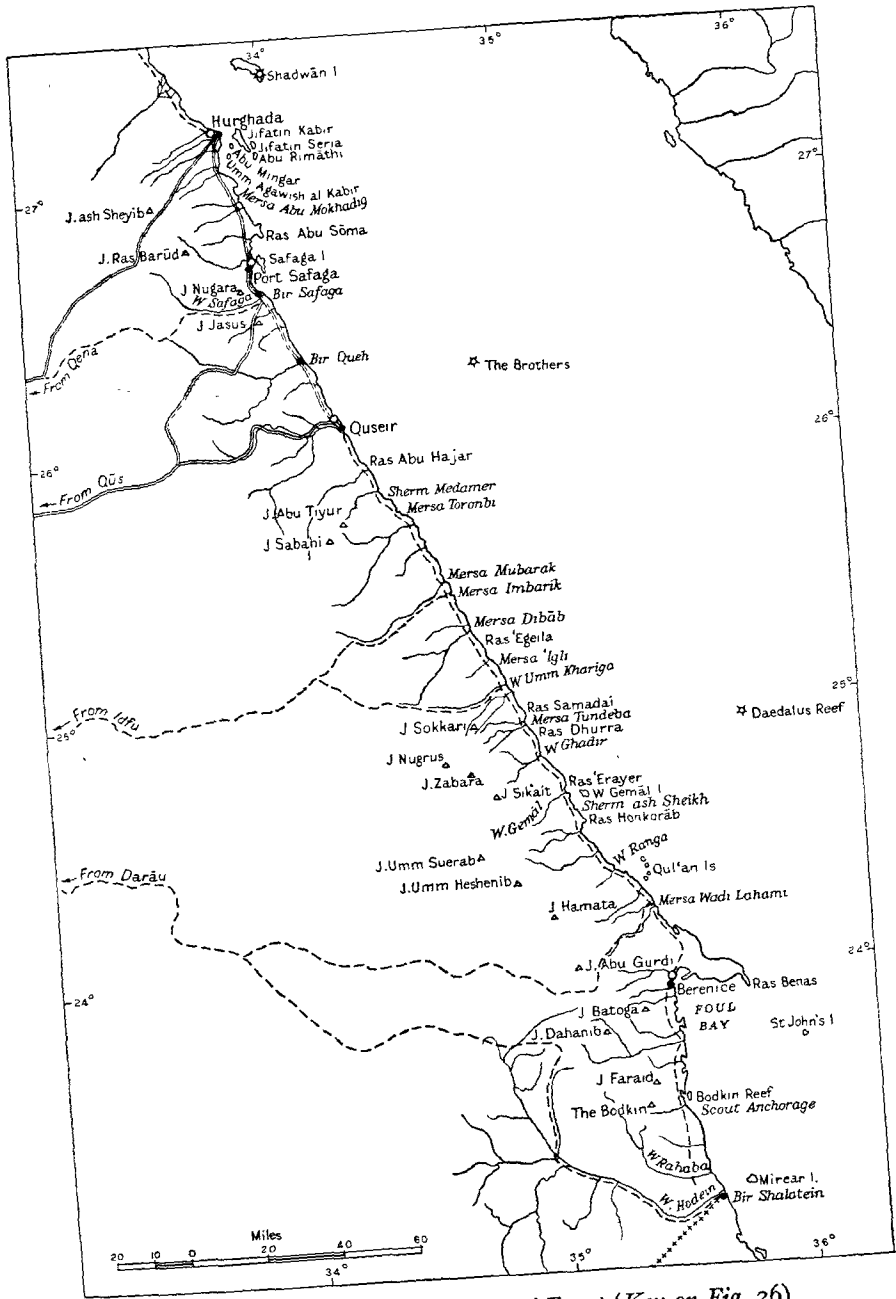 34°
35°
36°
Shadwān I
Hurghada
Jifatīn Kabīr
Jifatīn Seria
Abu Rimāthi
Abu Mingar
Umm Agawish al Kabir
Mersa Abu Mokhadig
27°
27°
J. ash Sheyib
Ras Abu Sōma
J. Ras Barūd
Safaga I
Port Safaga
J Nugara
W Safaga
Bir Safaga
J Jasus
From Qena
Bir Queh
The Brothers
26°
Quseir
26°
From Qūs
Ras Abu Hajar
Sherm Medamer
Mersa Toronbi
J. Abu Tiyur
J Sabahi
Mersa Mubarak
Mersa Imbarik
Mersa Dibāb
Ras 'Egeila
Mersa 'Igli
W Umm Khariga
25°
From Idfu
25°
Ras Samadai
Mersa Tundeba
Ras Dhurra
W Ghadir
Daedalus Reef
J Sokkari
J Nugrus
J. Zabara
J Sikait
Ras 'Erayer
W Gemāl I
Sherm ash Sheikh
Ras Honkorāb
W. Gemāl
W Ranga
Qul'an Is
J. Umm Suerab
J. Umm Heshenib
From Darāu
J Hamata
Mersa Wadi Lahami
24°
24°
J. Abu Gurdi
Berenice
Ras Benas
J Batoga
FOUL
BAY
St John's I
J. Dahanib
J Faraid
Bodkin Reef
The Bodkin
Scout Anchorage
W Rahaba
Mirear I.
W. Hodein
Bir Shalatein
Miles
20 10 0 20 40 60
34°
35°
36°
(Key on Fig. 26)